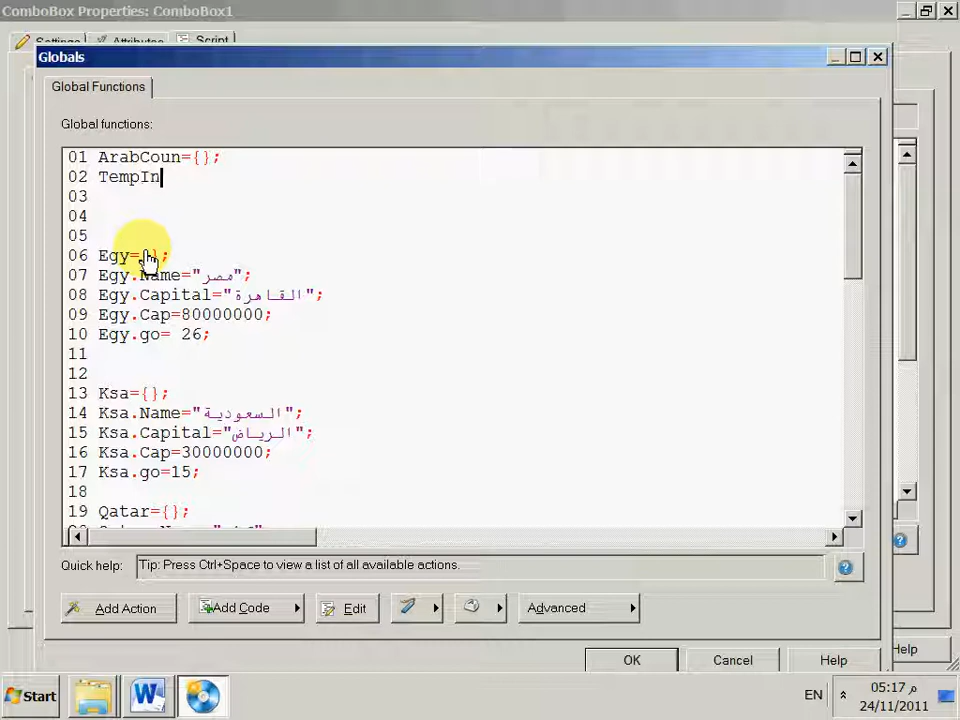 ComboBox Properties: ComboBox1
Settings Attributes Script
Globals
Global Functions
Global functions:
01 ArabCoun={};
02 TempIn
03
04
05
06 Egy={};
07 Egy.Name="مصر";
08 Egy.Capital="القاهرة";
09 Egy.Cap=80000000;
10 Egy.go= 26;
11
12
13 Ksa={};
14 Ksa.Name="السعودية";
15 Ksa.Capital="الرياض";
16 Ksa.Cap=30000000;
17 Ksa.go=15;
18
19 Qatar={};
Quick help: Tip: Press Ctrl+Space to view a list of all available actions.
Add Action Add Code Edit Advanced
OK Cancel Help
Help
Start EN 05:17 م
24/11/2011